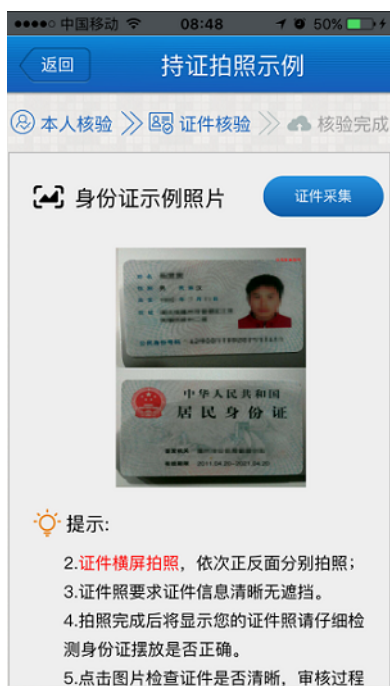 中国移动 08:48 50%
返回 持证拍照示例
本人核验 证件核验 核验完成
身份证示例照片 证件采集
中华人民共和国
居民身份证
2011.04.20-2021.04.20
提示:
2.证件横屏拍照，依次正反面分别拍照；
3.证件照要求证件信息清晰无遮挡。
4.拍照完成后将显示您的证件照请仔细检
测身份证摆放是否正确。
5.点击图片检查证件是否清晰，审核过程